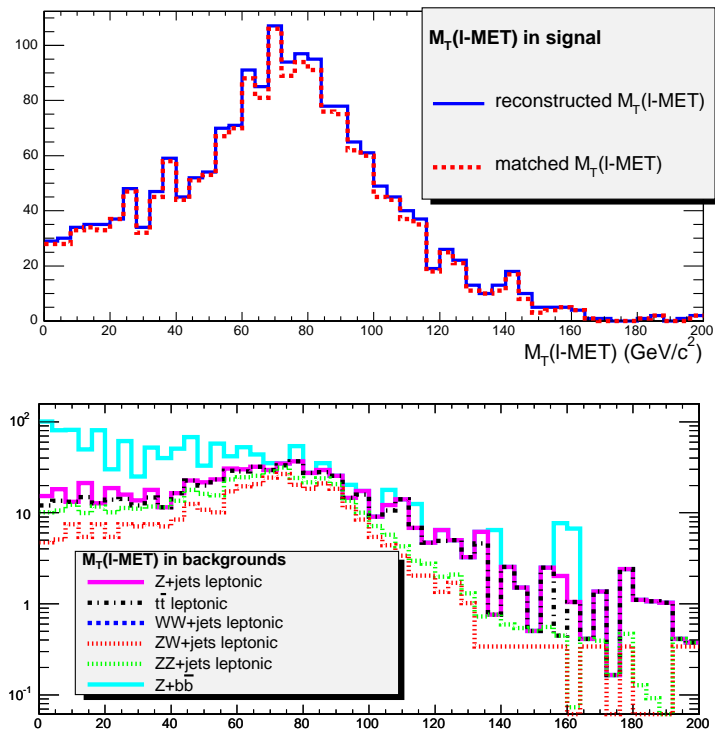 100
80
60
40
20
0
M_T(l-MET) in signal
reconstructed M_T(l-MET)
matched M_T(l-MET)
0 20 40 60 80 100 120 140 160 180 200
M_T(l-MET) (GeV/c^2)
10^2
10
1
10^-1
M_T(l-MET) in backgrounds
Z+jets leptonic
tt̄ leptonic
WW+jets leptonic
ZW+jets leptonic
ZZ+jets leptonic
Z+bb̄
0 20 40 60 80 100 120 140 160 180 200